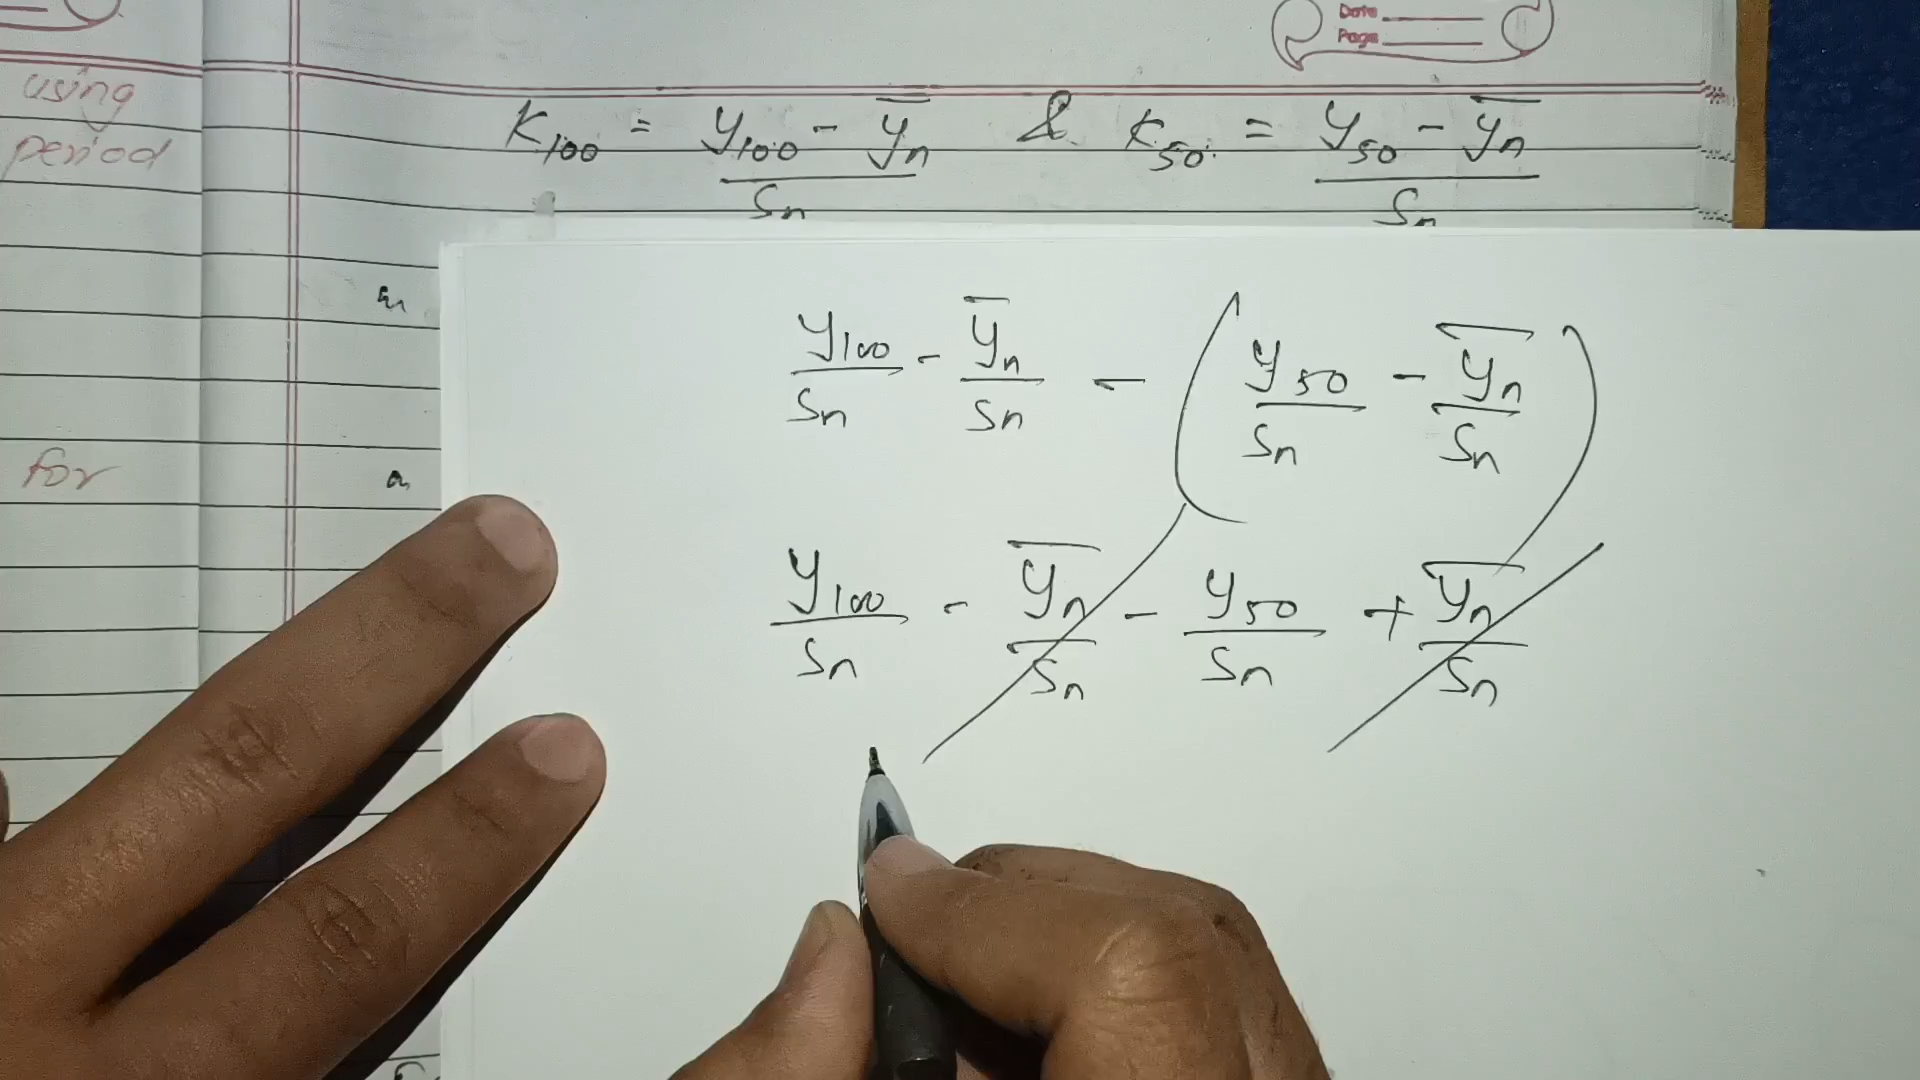 Date
Page
using
period
for
K₁₀₀ = (y₁₀₀ - ȳₙ)/Sₙ & K₅₀ = (y₅₀ - ȳₙ)/Sₙ
y₁₀₀/Sₙ - ȳₙ/Sₙ - (y₅₀/Sₙ - ȳₙ/Sₙ)
y₁₀₀/Sₙ - ȳₙ/Sₙ - y₅₀/Sₙ + ȳₙ/Sₙ